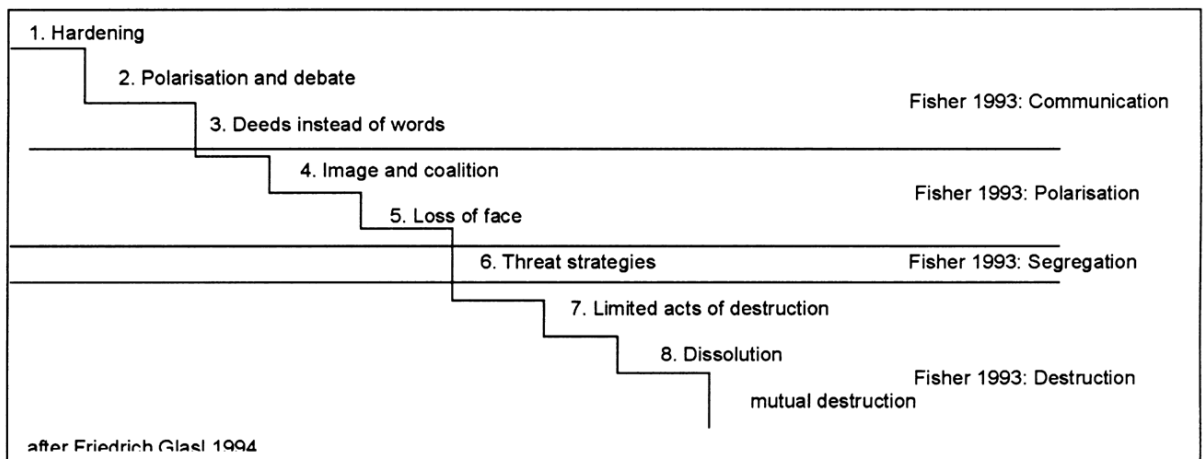 1. Hardening
2. Polarisation and debate
Fisher 1993: Communication
3. Deeds instead of words
4. Image and coalition
Fisher 1993: Polarisation
5. Loss of face
6. Threat strategies
Fisher 1993: Segregation
7. Limited acts of destruction
8. Dissolution
Fisher 1993: Destruction
mutual destruction
after Friedrich Glasl 1994